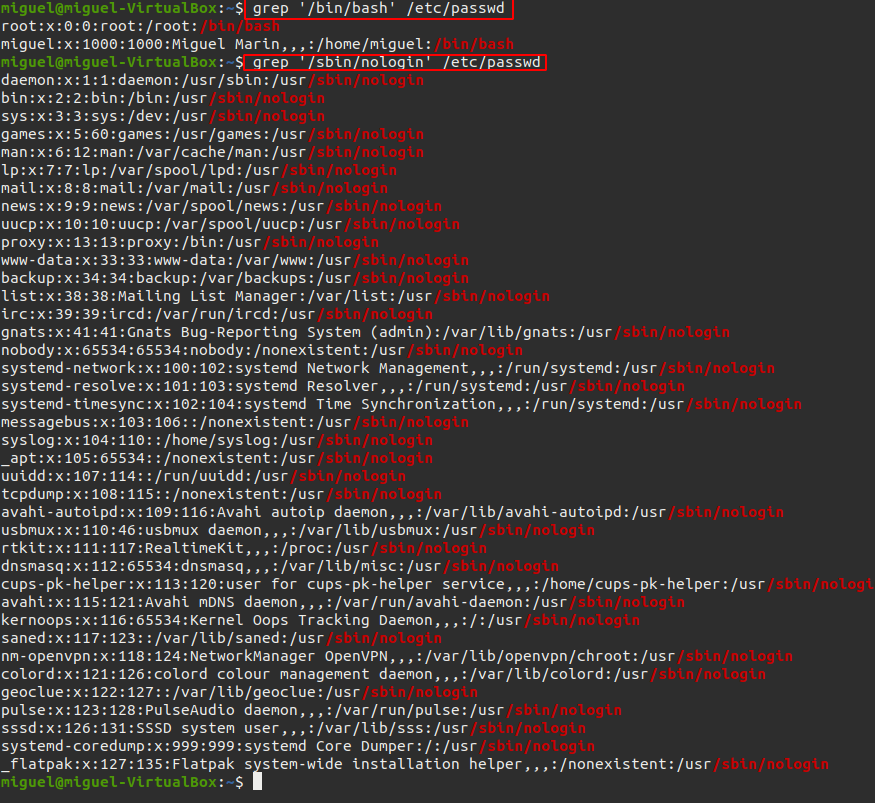 miguel@miguel-VirtualBox:~$ grep '/bin/bash' /etc/passwd
root:x:0:0:root:/root:/bin/bash
miguel:x:1000:1000:Miguel Marin,,,:/home/miguel:/bin/bash
miguel@miguel-VirtualBox:~$ grep '/sbin/nologin' /etc/passwd
daemon:x:1:1:daemon:/usr/sbin:/usr/sbin/nologin
bin:x:2:2:bin:/bin:/usr/sbin/nologin
sys:x:3:3:sys:/dev:/usr/sbin/nologin
games:x:5:60:games:/usr/games:/usr/sbin/nologin
man:x:6:12:man:/var/cache/man:/usr/sbin/nologin
lp:x:7:7:lp:/var/spool/lpd:/usr/sbin/nologin
mail:x:8:8:mail:/var/mail:/usr/sbin/nologin
news:x:9:9:news:/var/spool/news:/usr/sbin/nologin
uucp:x:10:10:uucp:/var/spool/uucp:/usr/sbin/nologin
proxy:x:13:13:proxy:/bin:/usr/sbin/nologin
www-data:x:33:33:www-data:/var/www:/usr/sbin/nologin
backup:x:34:34:backup:/var/backups:/usr/sbin/nologin
list:x:38:38:Mailing List Manager:/var/list:/usr/sbin/nologin
irc:x:39:39:ircd:/var/run/ircd:/usr/sbin/nologin
gnats:x:41:41:Gnats Bug-Reporting System (admin):/var/lib/gnats:/usr/sbin/nologin
nobody:x:65534:65534:nobody:/nonexistent:/usr/sbin/nologin
systemd-network:x:100:102:systemd Network Management,,,:/run/systemd:/usr/sbin/nologin
systemd-resolve:x:101:103:systemd Resolver,,,:/run/systemd:/usr/sbin/nologin
systemd-timesync:x:102:104:systemd Time Synchronization,,,:/run/systemd:/usr/sbin/nologin
messagebus:x:103:106::/nonexistent:/usr/sbin/nologin
syslog:x:104:110::/home/syslog:/usr/sbin/nologin
_apt:x:105:65534::/nonexistent:/usr/sbin/nologin
uuidd:x:107:114::/run/uuidd:/usr/sbin/nologin
tcpdump:x:108:115::/nonexistent:/usr/sbin/nologin
avahi-autoipd:x:109:116:Avahi autoip daemon,,,:/var/lib/avahi-autoipd:/usr/sbin/nologin
usbmux:x:110:46:usbmux daemon,,,:/var/lib/usbmux:/usr/sbin/nologin
rtkit:x:111:117:RealtimeKit,,,:/proc:/usr/sbin/nologin
dnsmasq:x:112:65534:dnsmasq,,,:/var/lib/misc:/usr/sbin/nologin
cups-pk-helper:x:113:120:user for cups-pk-helper service,,,:/home/cups-pk-helper:/usr/sbin/nologi
avahi:x:115:121:Avahi mDNS daemon,,,:/var/run/avahi-daemon:/usr/sbin/nologin
kernoops:x:116:65534:Kernel Oops Tracking Daemon,,,:/:/usr/sbin/nologin
saned:x:117:123::/var/lib/saned:/usr/sbin/nologin
nm-openvpn:x:118:124:NetworkManager OpenVPN,,,:/var/lib/openvpn/chroot:/usr/sbin/nologin
colord:x:121:126:colord colour management daemon,,,:/var/lib/colord:/usr/sbin/nologin
geoclue:x:122:127::/var/lib/geoclue:/usr/sbin/nologin
pulse:x:123:128:PulseAudio daemon,,,:/var/run/pulse:/usr/sbin/nologin
sssd:x:126:131:SSSD system user,,,:/var/lib/sss:/usr/sbin/nologin
systemd-coredump:x:999:999:systemd Core Dumper:/:/usr/sbin/nologin
_flatpak:x:127:135:Flatpak system-wide installation helper,,,:/nonexistent:/usr/sbin/nologin
miguel@miguel-VirtualBox:~$